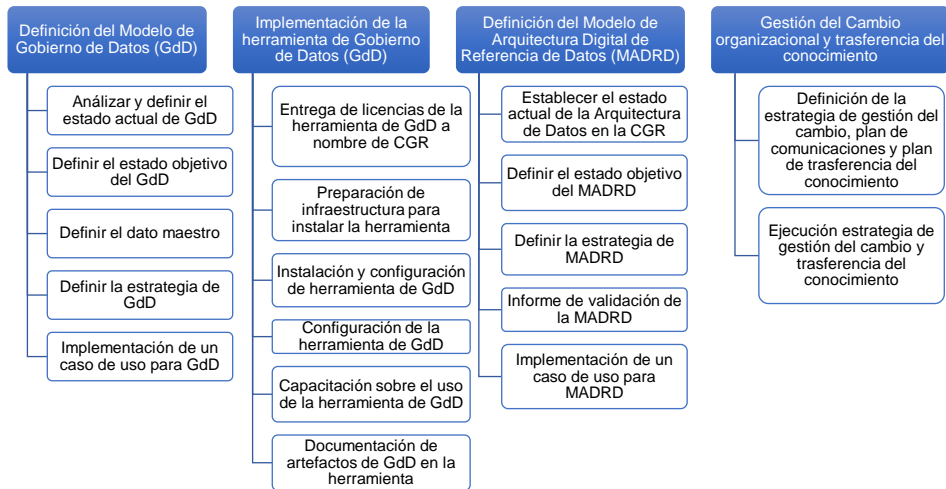 Definición del Modelo de
Gobierno de Datos (GdD)
Análizar y definir el
estado actual de GdD
Definir el estado objetivo
del GdD
Definir el dato maestro
Definir la estrategia de
GdD
Implementación de un
caso de uso para GdD
Implementación de la
herramienta de Gobierno
de Datos (GdD)
Entrega de licencias de la
herramienta de GdD a
nombre de CGR
Preparación de
infraestructura para
instalar la herramienta
Instalación y configuración
de herramienta de GdD
Configuración de la
herramienta de GdD
Capacitación sobre el uso
de la herramienta de GdD
Documentación de
artefactos de GdD en la
herramienta
Definición del Modelo de
Arquitectura Digital de
Referencia de Datos (MADRD)
Establecer el estado
actual de la Arquitectura
de Datos en la CGR
Definir el estado objetivo
del MADRD
Definir la estrategia de
MADRD
Informe de validación de
la MADRD
Implementación de un
caso de uso para
MADRD
Gestión del Cambio
organizacional y trasferencia del
conocimiento
Definición de la
estrategia de gestión del
cambio, plan de
comunicaciones y plan
de trasferencia del
conocimiento
Ejecución estrategia de
gestión del cambio y
trasferencia del
conocimiento